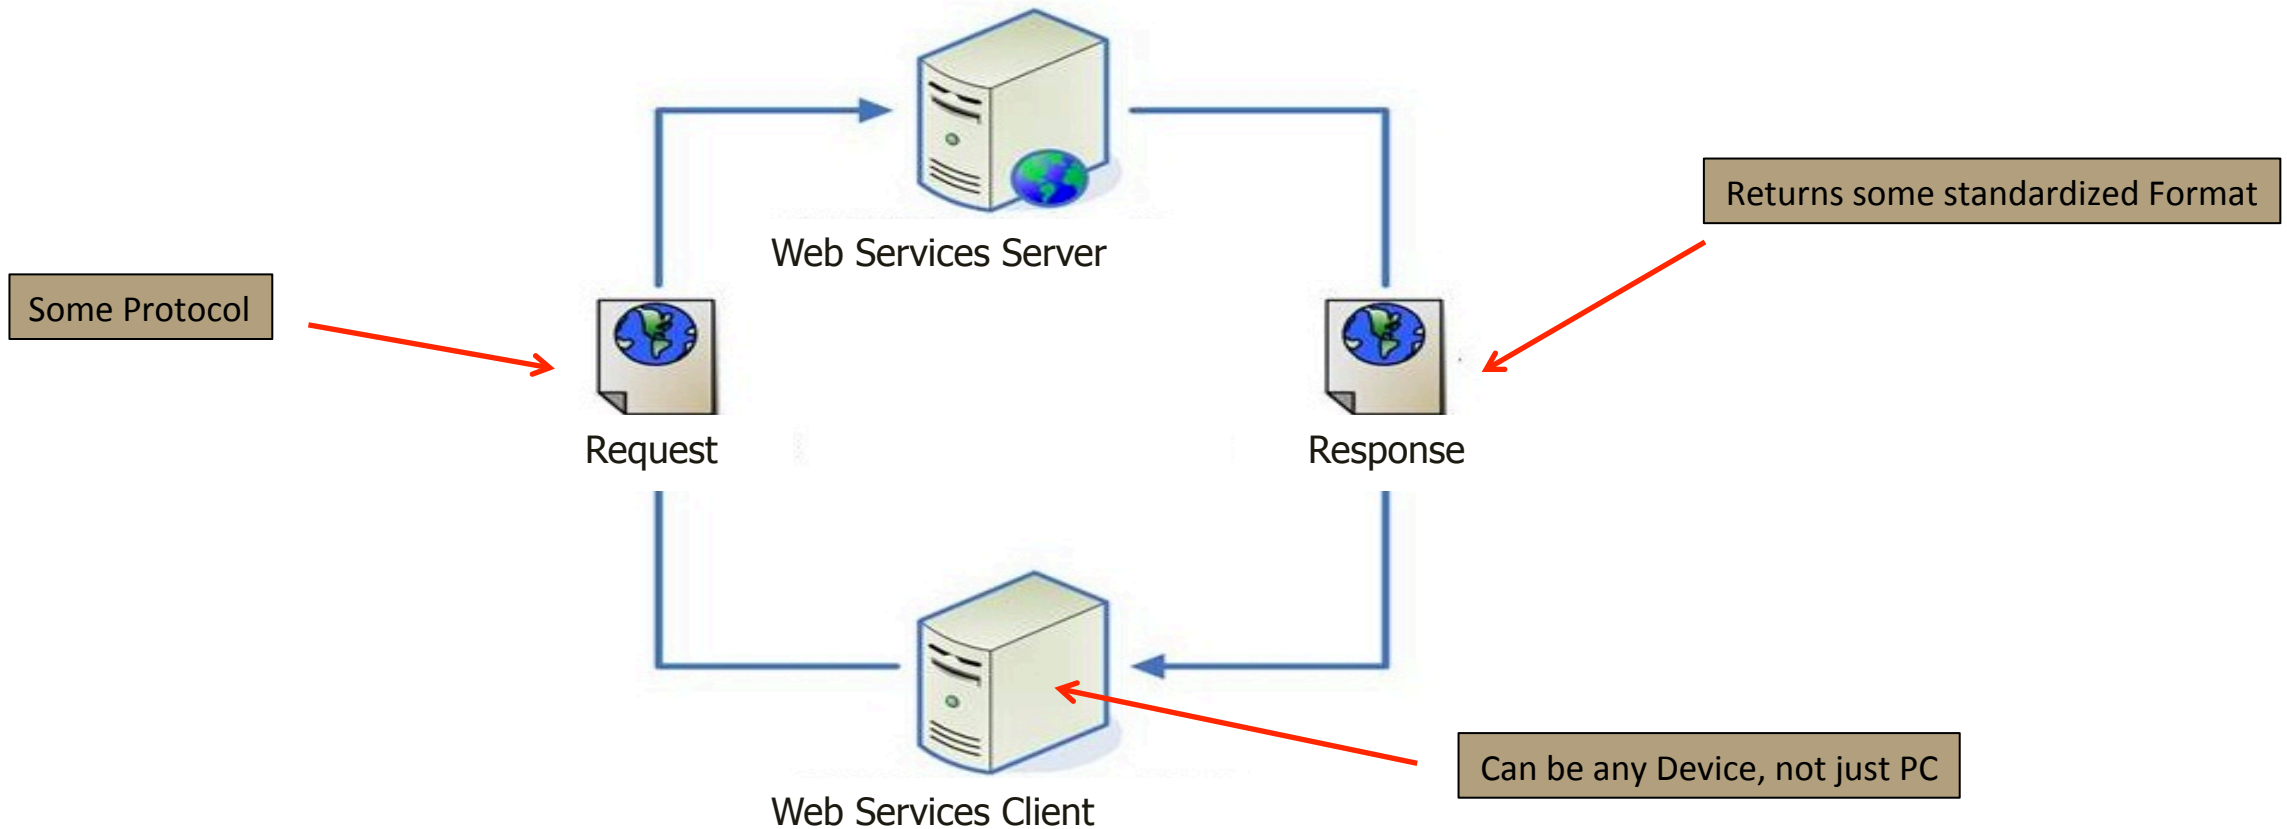 Web Services Server
Returns some standardized Format
Some Protocol
Request
Response
Can be any Device, not just PC
Web Services Client